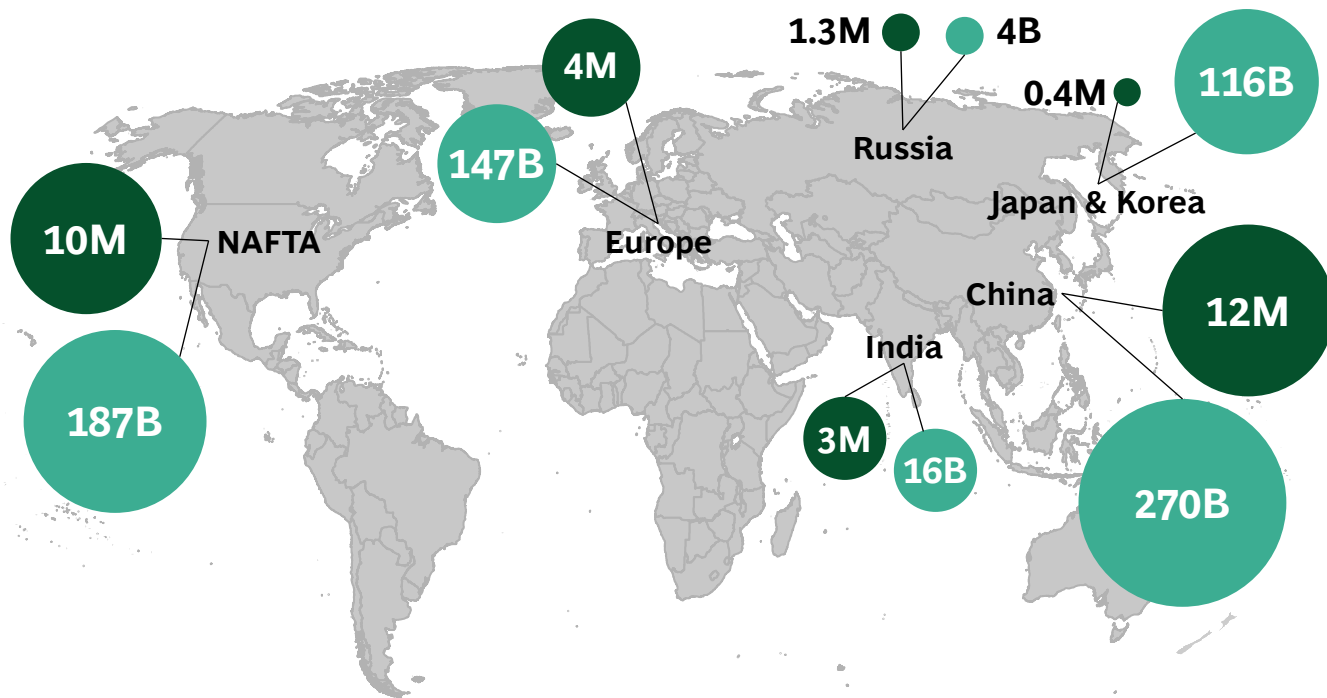 1.3M
4B
4M
0.4M
116B
Russia
147B
Japan & Korea
10M
NAFTA
Europe
China
12M
India
187B
3M
16B
270B